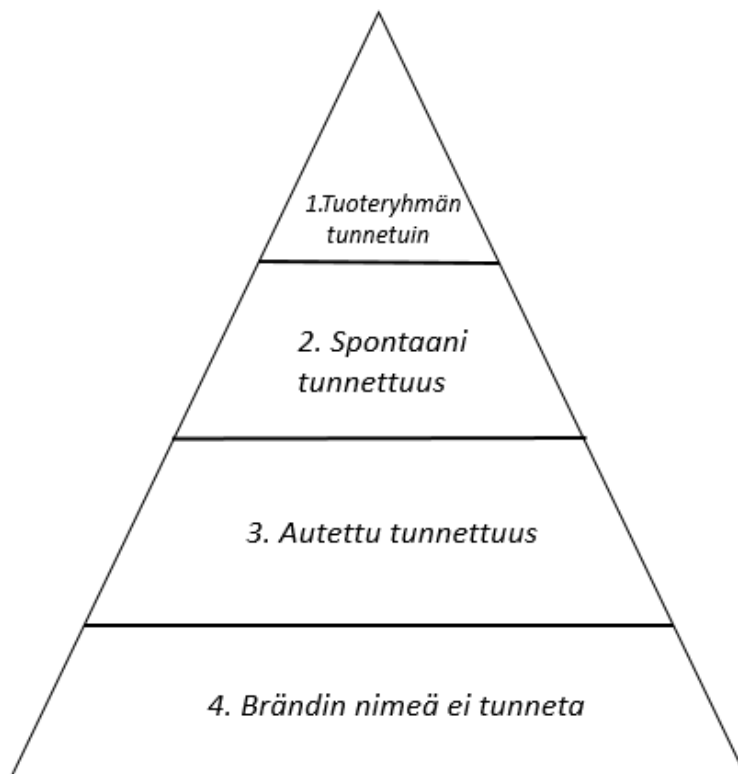 1.Tuoteryhmän
tunnetuin
2. Spontaani
tunnettuus
3. Autettu tunnettuus
4. Brändin nimeä ei tunneta